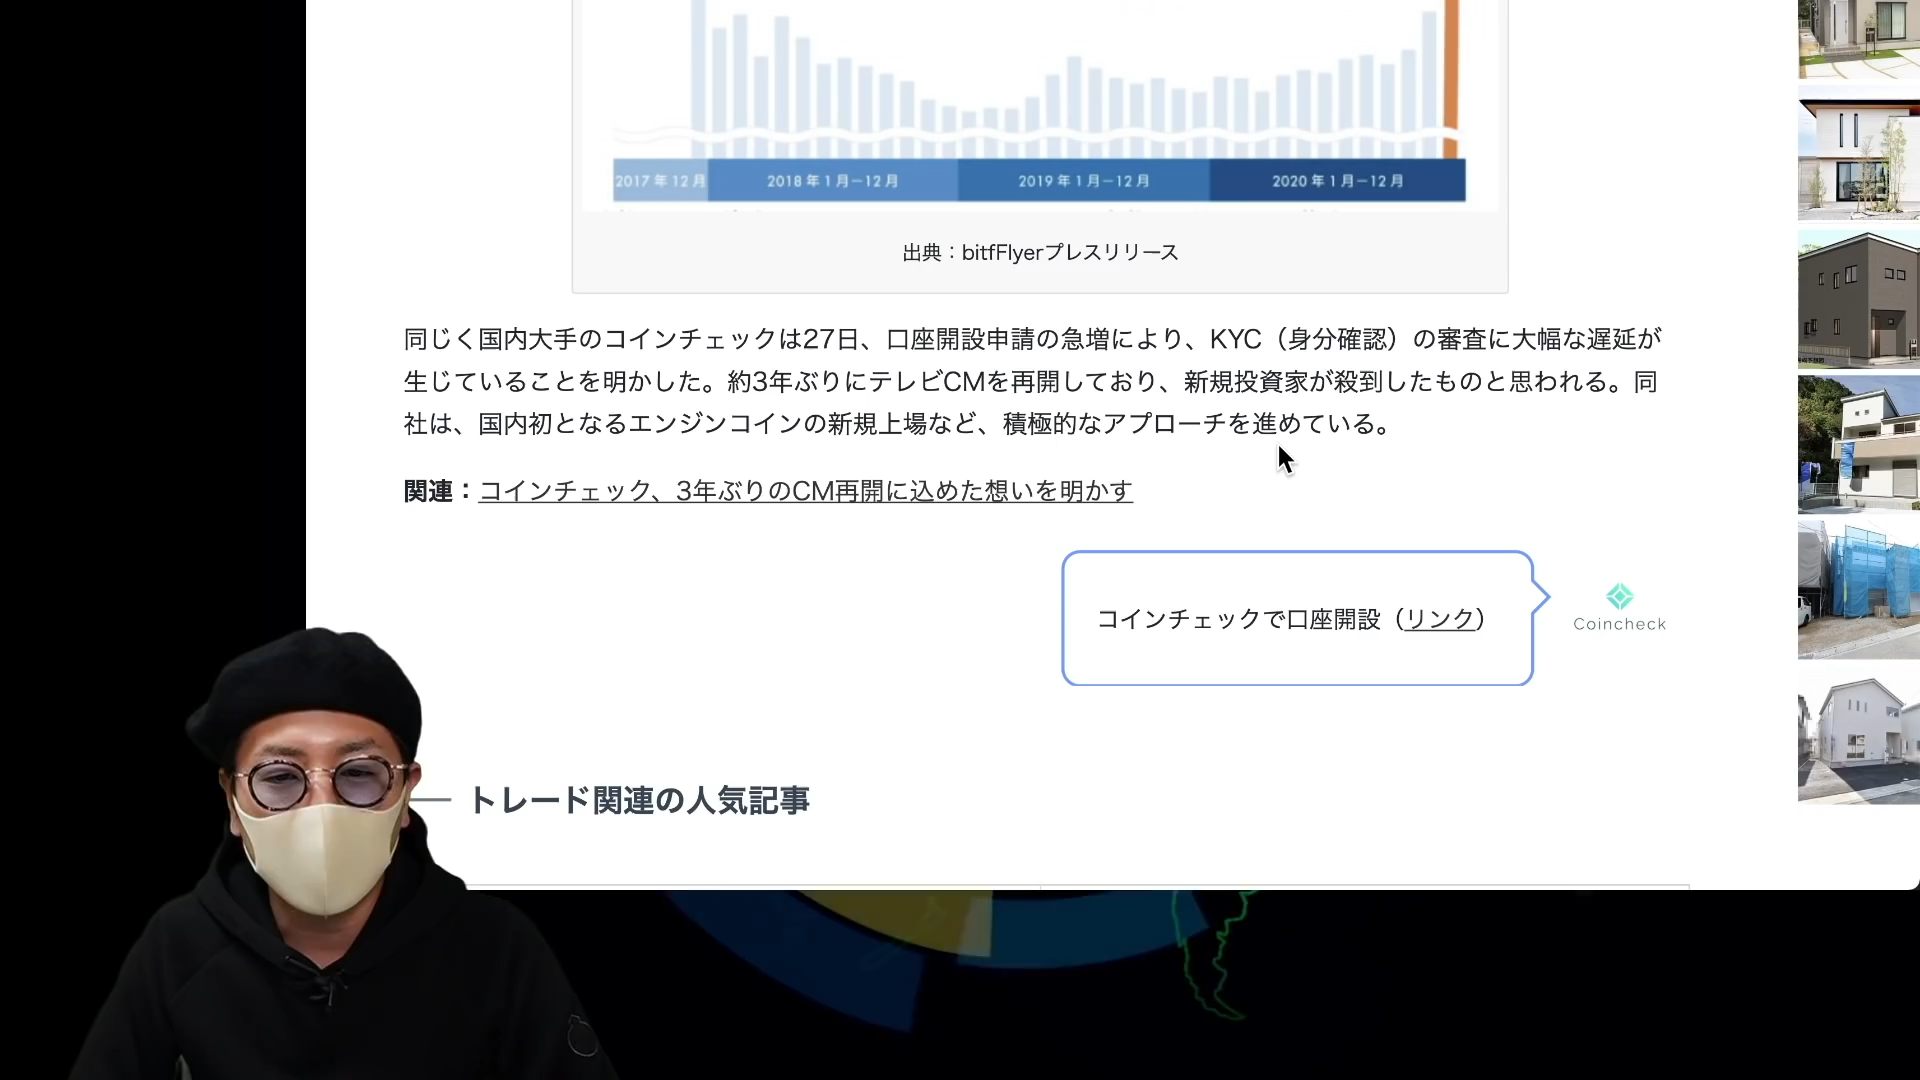 2017年12月
2018年1月ー12月
2019年1月ー12月
2020年1月ー12月
出典：bitfFlyerプレスリリース
同じく国内大手のコインチェックは27日、口座開設申請の急増により、KYC（身分確認）の審査に大幅な遅延が
生じていることを明かした。約3年ぶりにテレビCMを再開しており、新規投資家が殺到したものと思われる。同
社は、国内初となるエンジンコインの新規上場など、積極的なアプローチを進めている。
関連：コインチェック、3年ぶりのCM再開に込めた想いを明かす
コインチェックで口座開設（リンク）
Coincheck
トレード関連の人気記事